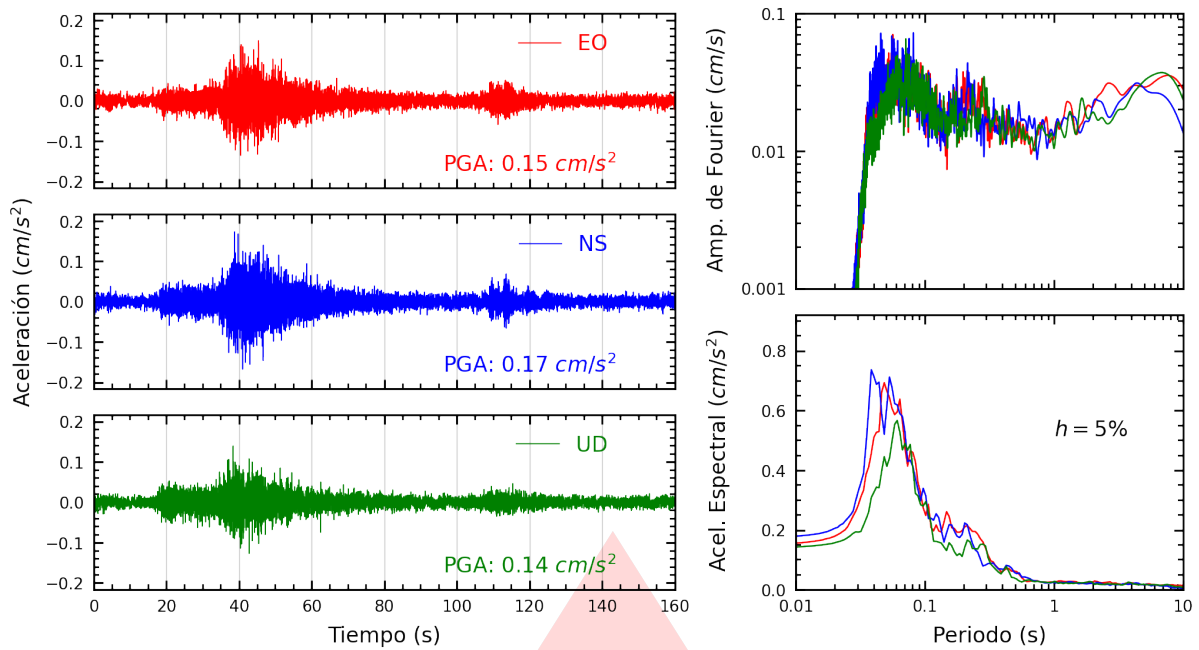 Aceleración (cm/s²)
0.2
0.1
0.0
−0.1
−0.2
EO
PGA: 0.15 cm/s²
0.2
0.1
0.0
−0.1
−0.2
NS
PGA: 0.17 cm/s²
0.2
0.1
0.0
−0.1
−0.2
UD
PGA: 0.14 cm/s²
0 20 40 60 80 100 120 140 160
Tiempo (s)
Amp. de Fourier (cm/s)
0.1
0.01
0.001
Acel. Espectral (cm/s²)
0.8
0.6
0.4
0.2
0.0
h = 5%
0.01 0.1 1 10
Periodo (s)